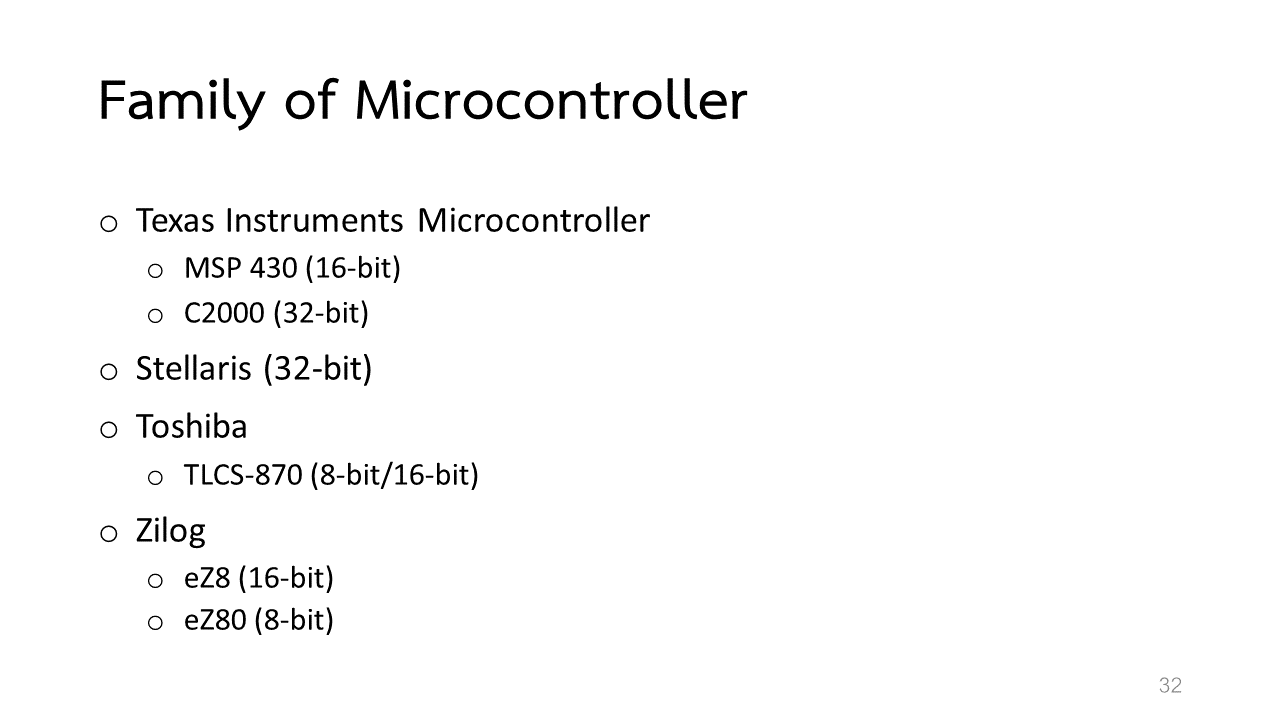 Family of Microcontroller
o Texas Instruments Microcontroller
o MSP 430 (16-bit)
o C2000 (32-bit)
o Stellaris (32-bit)
o Toshiba
o TLCS-870 (8-bit/16-bit)
o Zilog
o eZ8 (16-bit)
o eZ80 (8-bit)
32